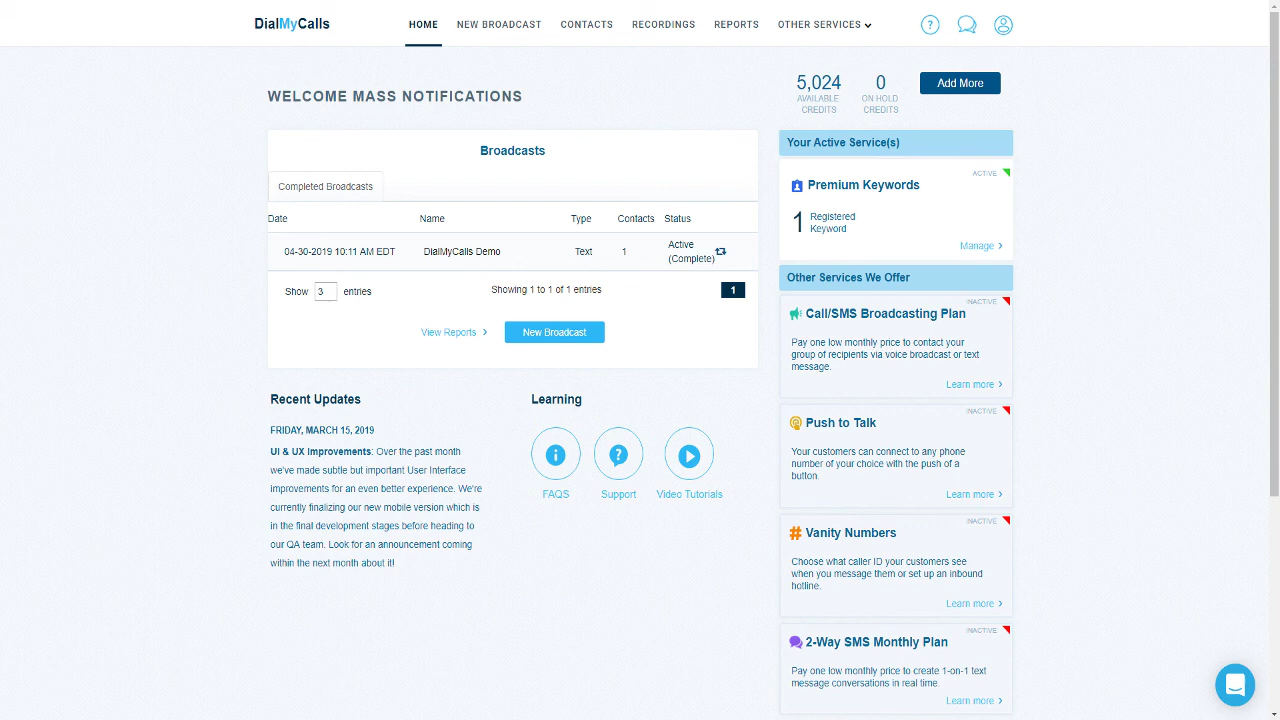 DialMyCalls
HOME
NEW BROADCAST
CONTACTS
RECORDINGS
REPORTS
OTHER SERVICES
WELCOME MASS NOTIFICATIONS
5,024
AVAILABLE
CREDITS
0
ON HOLD
CREDITS
Add More
Broadcasts
Completed Broadcasts
Date Name Type Contacts Status
04-30-2019 10:11 AM EDT DialMyCalls Demo Text 1 Active
(Complete)
Show 3 entries
Showing 1 to 1 of 1 entries
1
View Reports
New Broadcast
Recent Updates
FRIDAY, MARCH 15, 2019
UI & UX Improvements: Over the past month
we've made subtle but important User Interface
improvements for an even better experience. We're
currently finalizing our new mobile version which is
in the final development stages before heading to
our QA team. Look for an announcement coming
within the next month about it!
Learning
FAQS
Support
Video Tutorials
Your Active Service(s)
ACTIVE
Premium Keywords
1 Registered
Keyword
Manage
Other Services We Offer
INACTIVE
Call/SMS Broadcasting Plan
Pay one low monthly price to contact your
group of recipients via voice broadcast or text
message.
Learn more
INACTIVE
Push to Talk
Your customers can connect to any phone
number of your choice with the push of a
button.
Learn more
INACTIVE
Vanity Numbers
Choose what caller ID your customers see
when you message them or set up an inbound
hotline.
Learn more
INACTIVE
2-Way SMS Monthly Plan
Pay one low monthly price to create 1-on-1 text
message conversations in real time.
Learn more